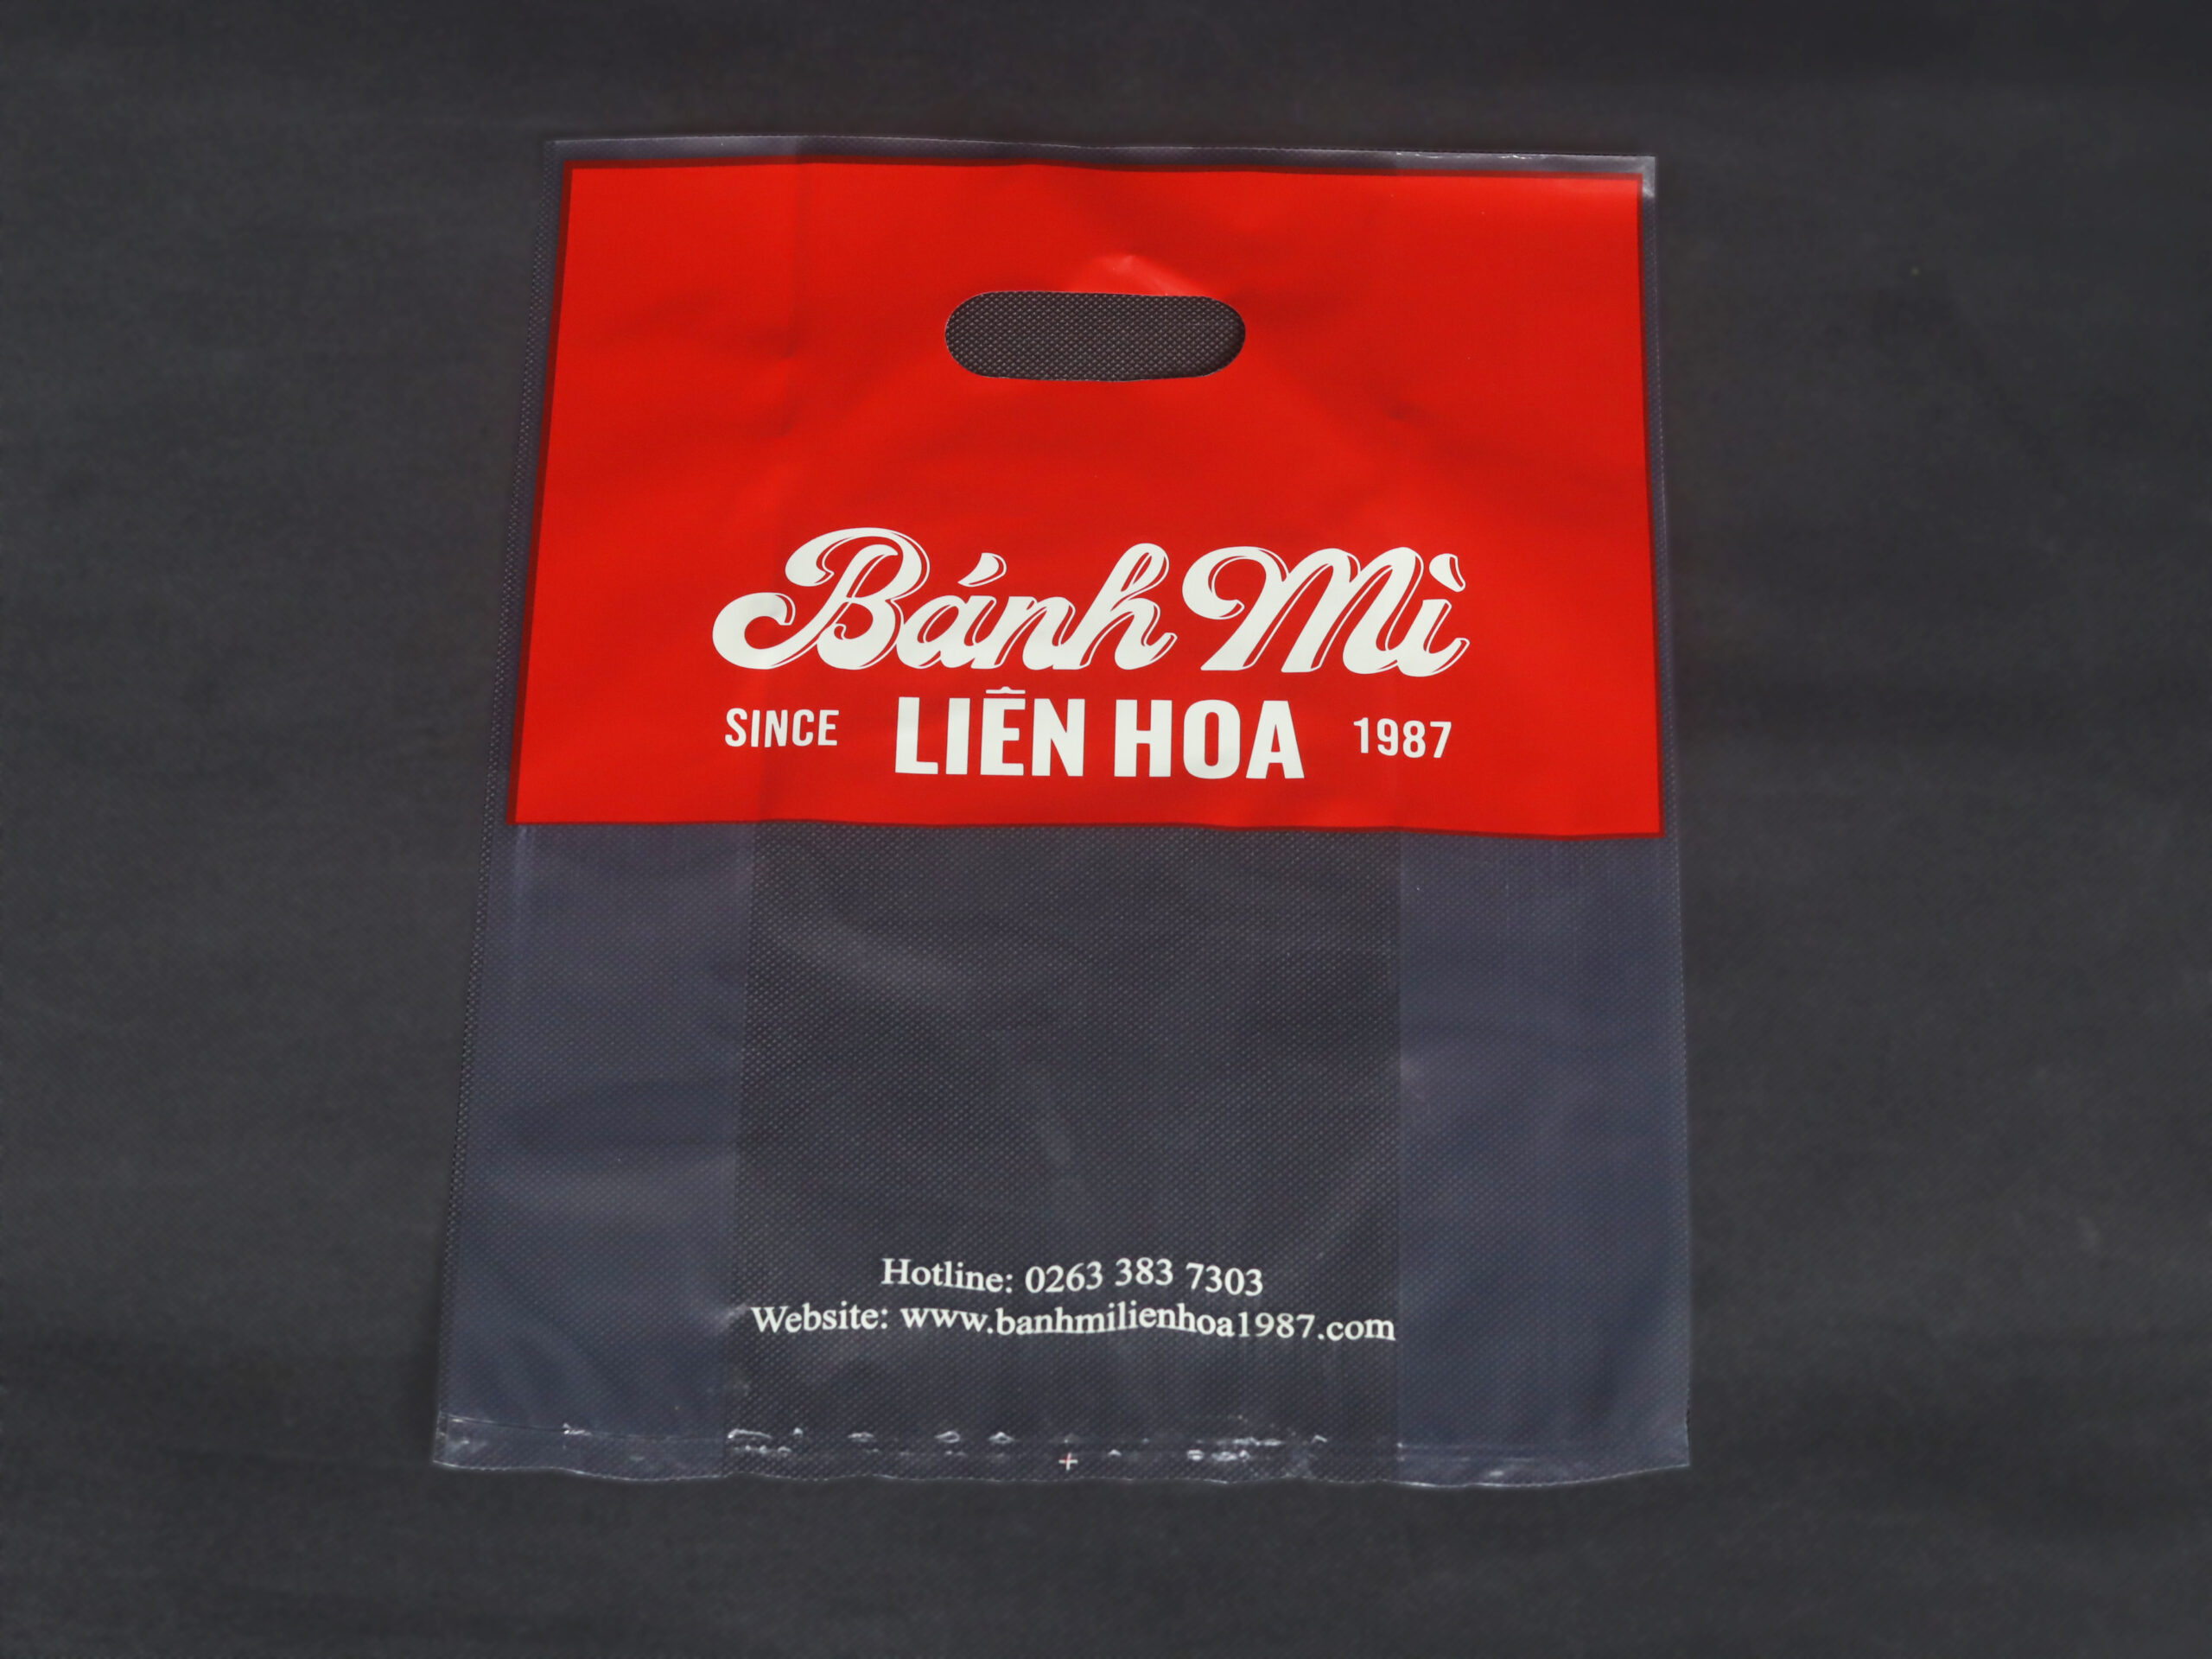 Bánh Mì
SINCE LIÊN HOA 1987
Hotline: 0263 383 7303
Website: www.banhmilienhoa1987.com